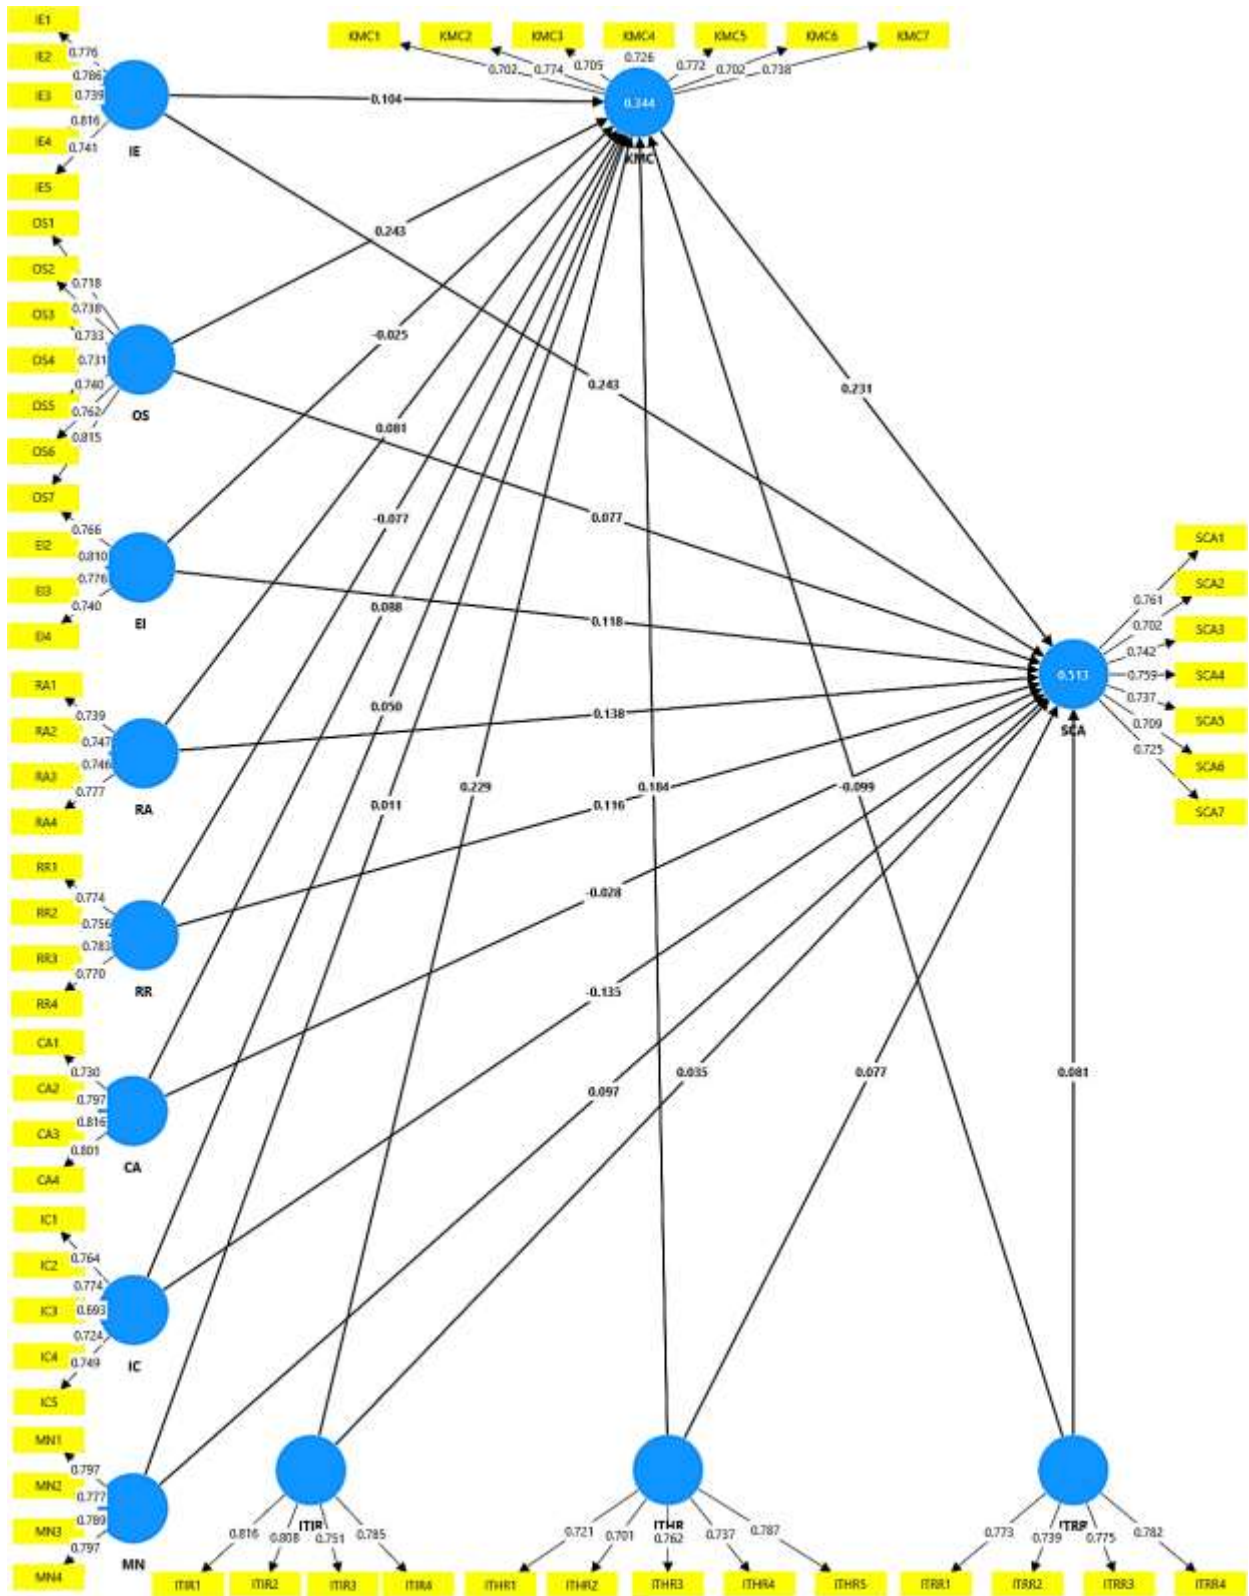 IE1
IE2
IE3
IE4
IE5
0.776
0.786
0.739
0.816
0.741
IE
KMC1
KMC2
KMC3
KMC4
KMC5
KMC6
KMC7
0.702
0.774
0.705
0.726
0.772
0.702
0.738
0.344
KMC
0.104
0.243
-0.025
0.081
-0.077
0.088
0.050
0.011
0.229
0.184
-0.099
0.231
OS1
OS2
OS3
OS4
OS5
OS6
OS7
0.718
0.738
0.733
0.731
0.740
0.762
0.815
OS
EI2
EI3
EI4
0.766
0.810
0.776
0.740
EI
RA1
RA2
RA3
RA4
0.739
0.747
0.746
0.777
RA
RR1
RR2
RR3
RR4
0.774
0.756
0.783
0.770
RR
CA1
CA2
CA3
CA4
0.730
0.797
0.816
0.801
CA
IC1
IC2
IC3
IC4
IC5
0.764
0.774
0.693
0.724
0.749
IC
MN1
MN2
MN3
MN4
0.797
0.777
0.789
0.797
MN
0.243
0.077
0.118
0.138
0.116
-0.028
-0.135
0.097
0.035
0.077
0.081
0.513
SCA
SCA1
SCA2
SCA3
SCA4
SCA5
SCA6
SCA7
0.761
0.702
0.742
0.759
0.737
0.709
0.725
ITIR
0.816
0.808
0.751
0.785
ITIR1
ITIR2
ITIR3
ITIR4
ITHR
0.721
0.701
0.762
0.737
0.787
ITHR1
ITHR2
ITHR3
ITHR4
ITHR5
ITRR
0.773
0.739
0.775
0.782
ITRR1
ITRR2
ITRR3
ITRR4